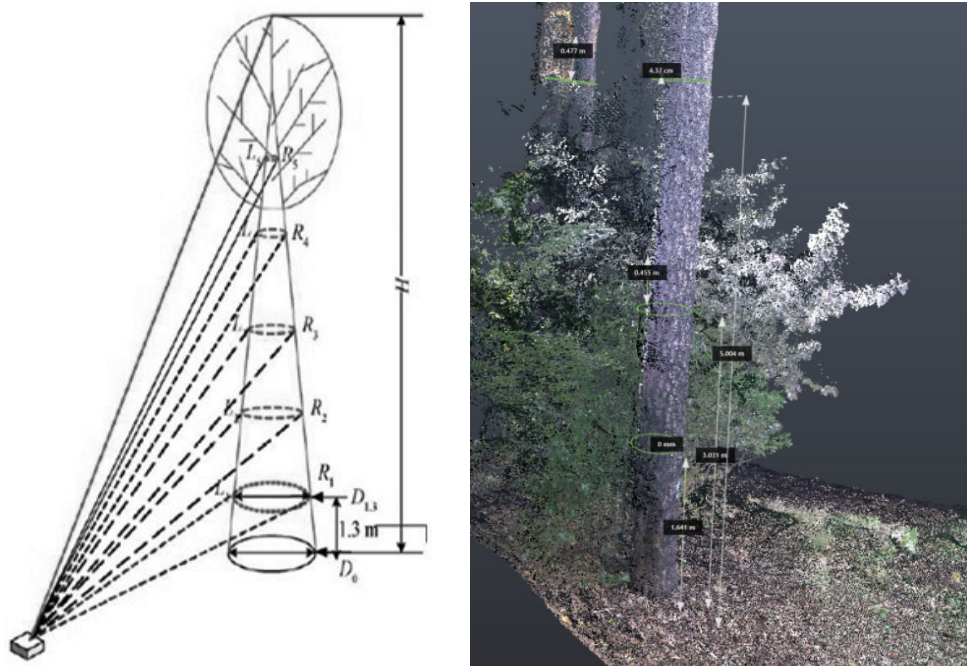 H
L₅ R₅
L R₄
L R₃
L R₂
R₁
L
D₁.₃
1.3 m
D₀
0.477 m
4.32 cm
0.455 m
5.004 m
0 mm
3.031 m
1.641 m